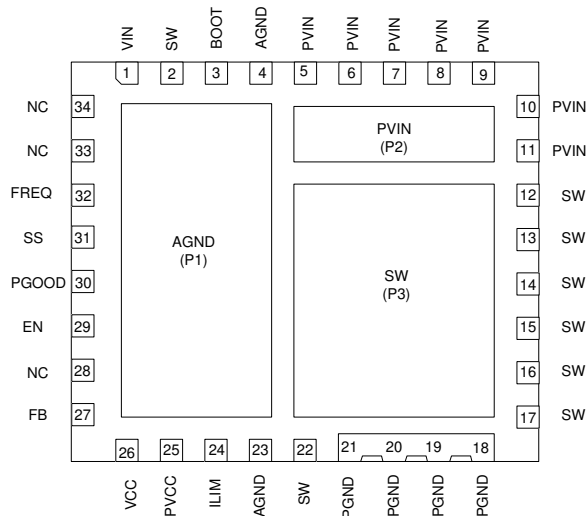 VIN SW BOOT AGND PVIN PVIN PVIN PVIN PVIN
1 2 3 4 5 6 7 8 9
NC 34
NC 33
FREQ 32
SS 31
PGOOD 30
EN 29
NC 28
FB 27
AGND
(P1)
PVIN
(P2)
SW
(P3)
10 PVIN
11 PVIN
12 SW
13 SW
14 SW
15 SW
16 SW
17 SW
26 25 24 23 22 21 20 19 18
VCC PVCC ILIM AGND SW PGND PGND PGND PGND